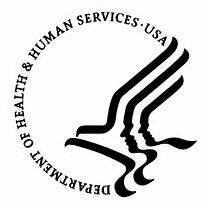 DEPARTMENT OF HEALTH & HUMAN SERVICES · USA